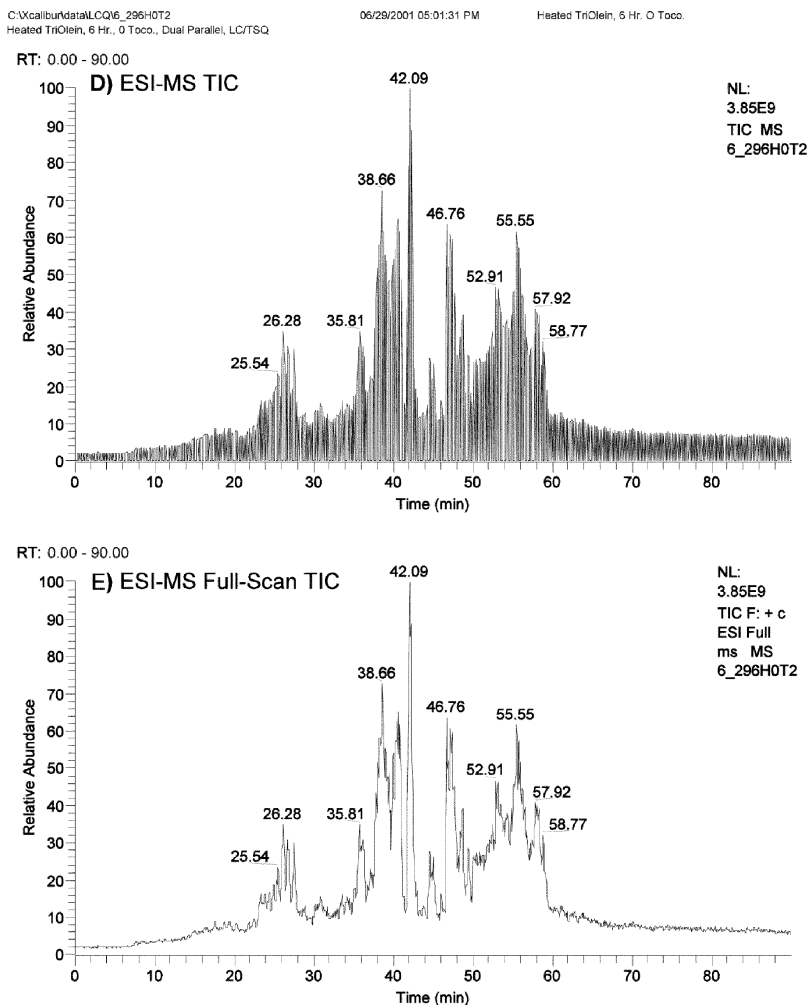 C:\Xcalibur\data\LCQ\6_296H0T2 06/29/2001 05:01:31 PM Heated TriOlein, 6 Hr. O Toco.
Heated TriOlein, 6 Hr., 0 Toco., Dual Parallel, LC/TSQ
RT: 0.00 - 90.00
D) ESI-MS TIC
NL:
3.85E9
TIC MS
6_296H0T2
42.09
38.66
46.76
55.55
52.91
57.92
58.77
35.81
26.28
25.54
100
90
80
70
60
50
40
30
20
10
0
Relative Abundance
0 10 20 30 40 50 60 70 80
Time (min)
RT: 0.00 - 90.00
E) ESI-MS Full-Scan TIC
NL:
3.85E9
TIC F: + c
ESI Full
ms MS
6_296H0T2
42.09
38.66
46.76
55.55
52.91
57.92
58.77
35.81
26.28
25.54
100
90
80
70
60
50
40
30
20
10
0
Relative Abundance
0 10 20 30 40 50 60 70 80
Time (min)